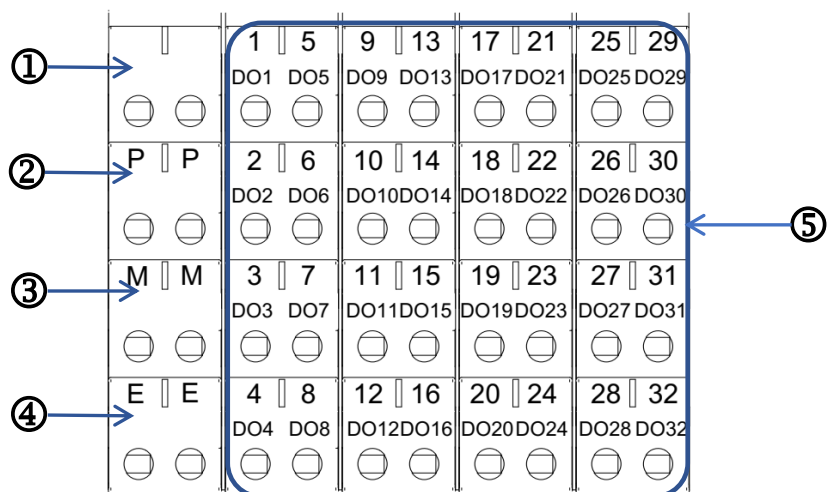 1 5 9 13 17 21 25 29
① DO1 DO5 DO9 DO13 DO17 DO21 DO25 DO29
P P 2 6 10 14 18 22 26 30
② DO2 DO6 DO10 DO14 DO18 DO22 DO26 DO30
⑤
M M 3 7 11 15 19 23 27 31
③ DO3 DO7 DO11 DO15 DO19 DO23 DO27 DO31
E E 4 8 12 16 20 24 28 32
④ DO4 DO8 DO12 DO16 DO20 DO24 DO28 DO32